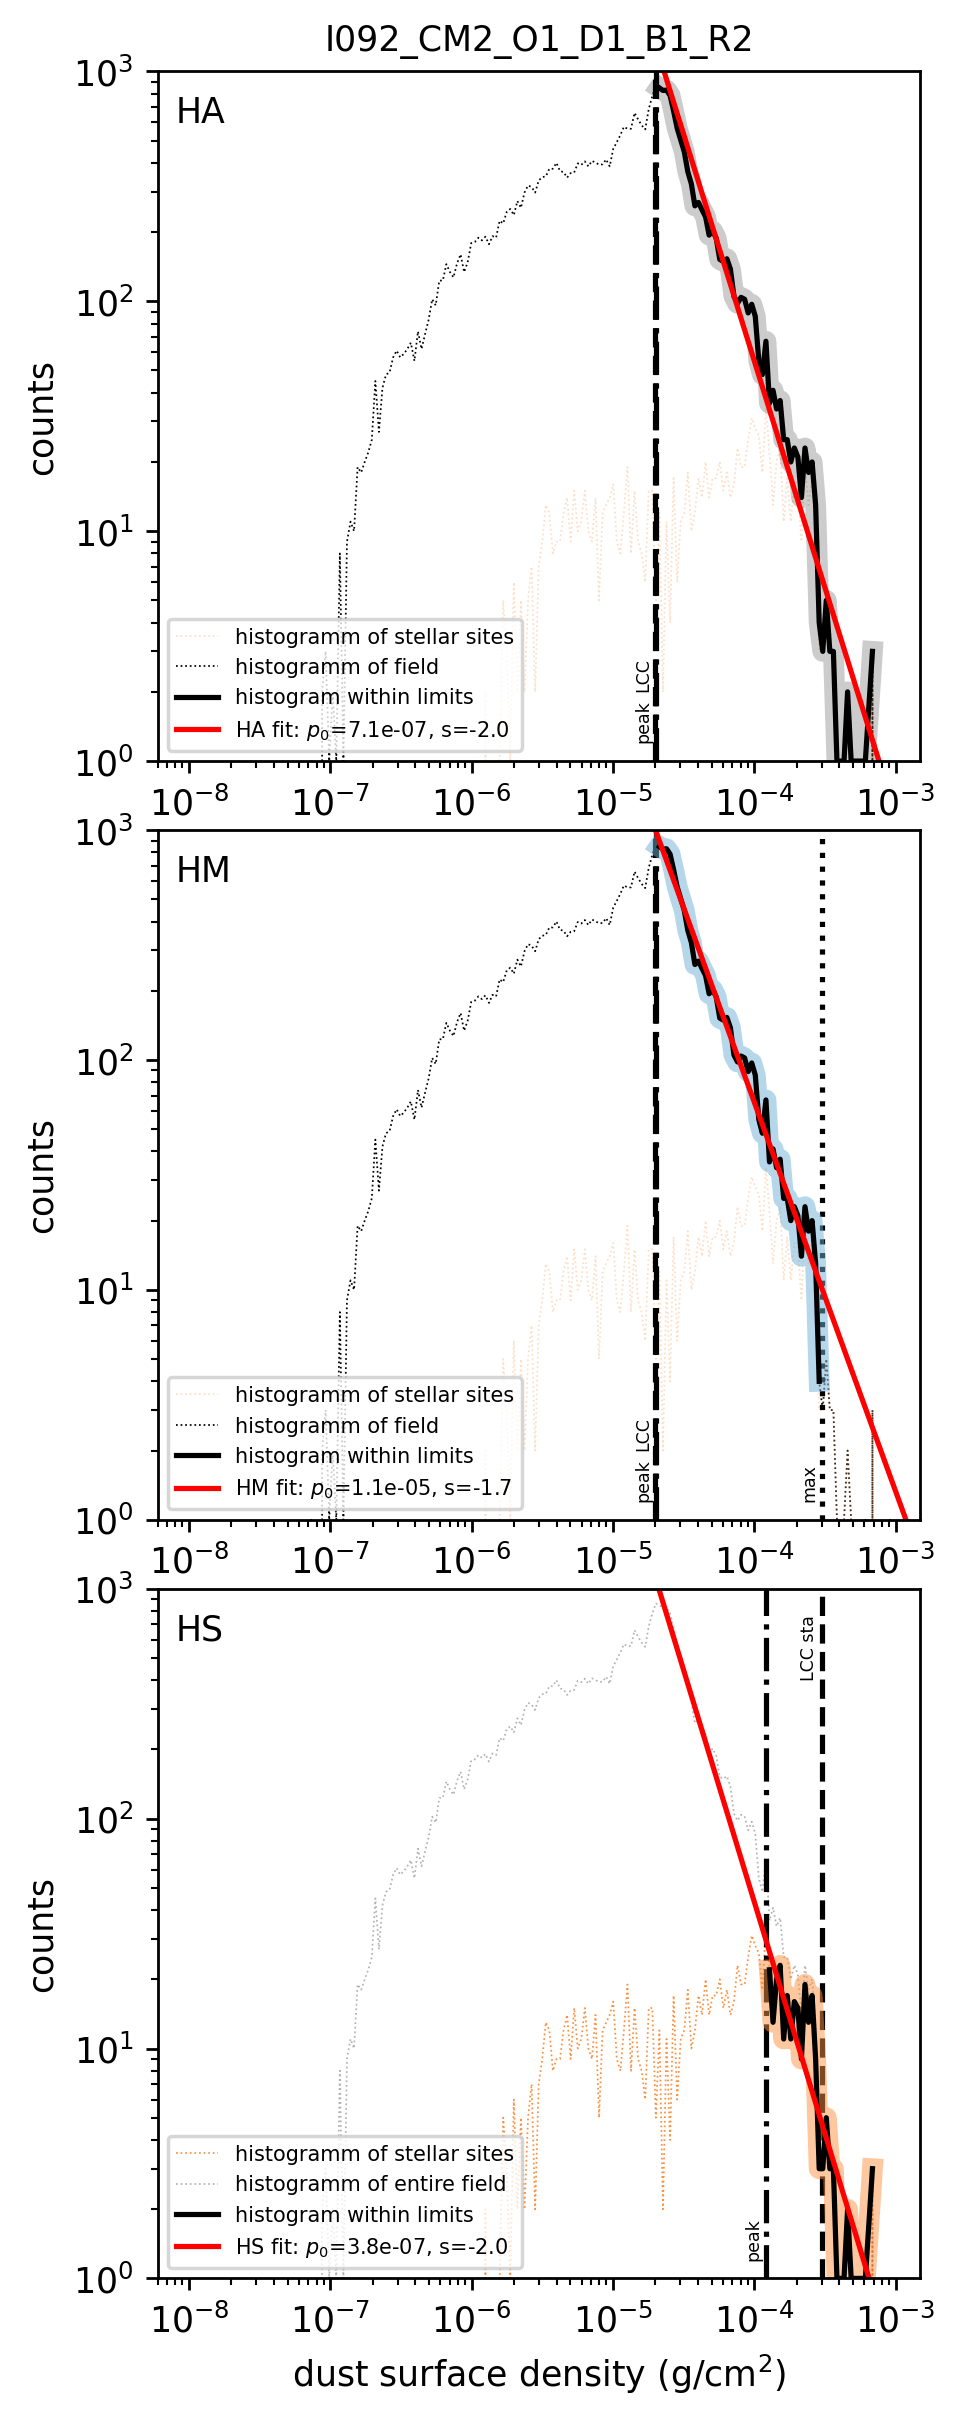 I092_CM2_O1_D1_B1_R2
10³
HA
10²
counts
10¹
histogramm of stellar sites
histogramm of field
histogram within limits
HA fit: p₀=7.1e-07, s=-2.0
peak LCC
10⁰
10⁻⁸ 10⁻⁷ 10⁻⁶ 10⁻⁵ 10⁻⁴ 10⁻³
10³
HM
10²
counts
10¹
histogramm of stellar sites
histogramm of field
histogram within limits
HM fit: p₀=1.1e-05, s=-1.7
peak LCC
max
10⁰
10⁻⁸ 10⁻⁷ 10⁻⁶ 10⁻⁵ 10⁻⁴ 10⁻³
10³
HS
LCC sta
10²
counts
10¹
histogramm of stellar sites
histogramm of entire field
histogram within limits
HS fit: p₀=3.8e-07, s=-2.0
peak
10⁰
10⁻⁸ 10⁻⁷ 10⁻⁶ 10⁻⁵ 10⁻⁴ 10⁻³
dust surface density (g/cm²)